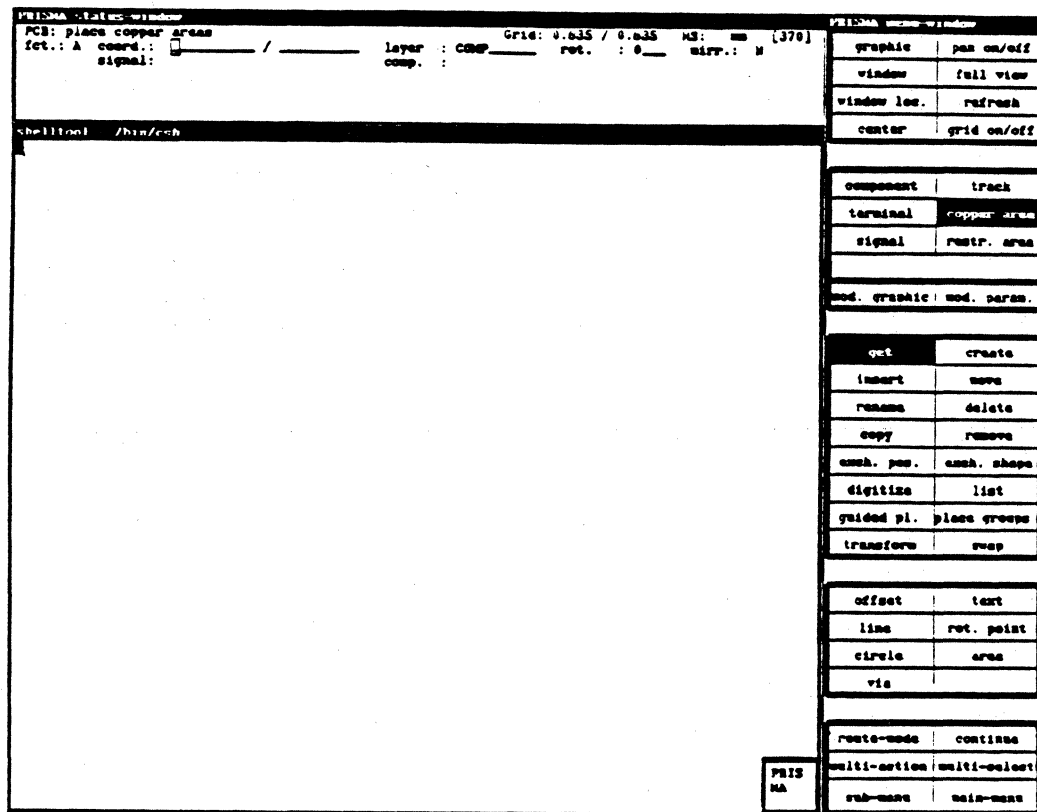 PRISMA status-window
PCB: place copper areas Grid: 0.635 / 0.635 MS: mm [370]
fct.: A coord.: / layer : COMP rot. : 0 mirr.: N
signal: comp. :
shelltool /bin/csh
PRIS
MA
PRISMA menu-window
graphic pan on/off
window full view
window loc. refresh
center grid on/off
component track
terminal copper area
signal restr. area
mod. graphic mod. param.
get create
insert move
rename delete
copy remove
exch. pos. exch. shape
digitize list
guided pl. place groups
transform swap
offset text
line rot. point
circle area
via
route-mode continue
multi-action multi-select
sub-menu main-menu